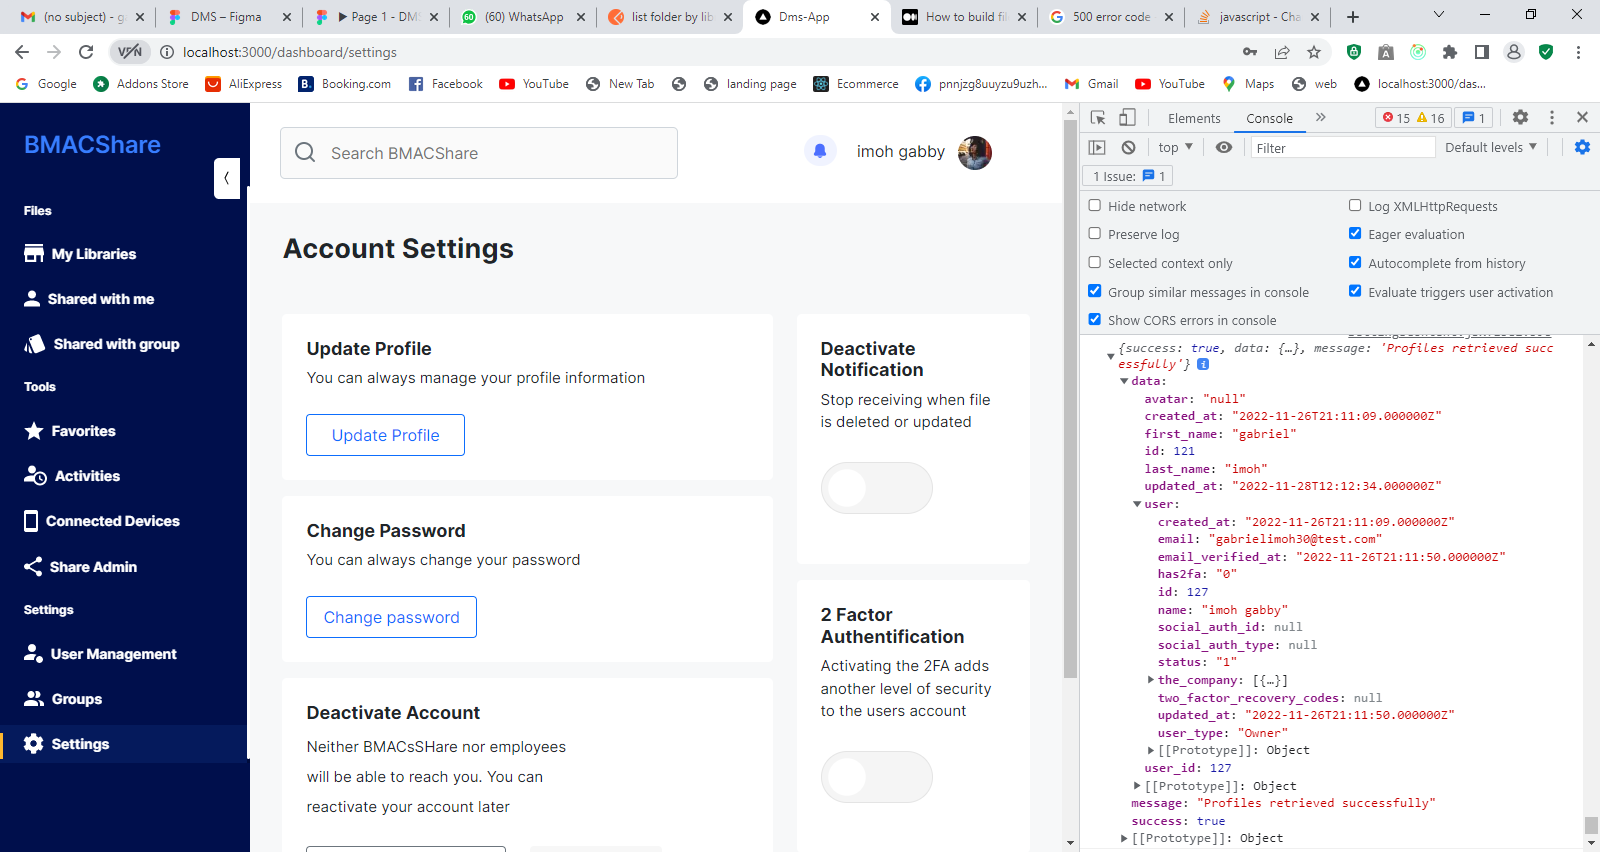 (no subject) - g
DMS – Figma
▶ Page 1 - DM
(60) WhatsApp
list folder by lib
Dms-App
How to build fi
500 error code
javascript - Cha
VPN
localhost:3000/dashboard/settings
Google
Addons Store
AliExpress
Booking.com
Facebook
YouTube
New Tab
landing page
Ecommerce
pnnjzg8uuyzu9uzh...
Gmail
YouTube
Maps
web
localhost:3000/das...
BMACShare
Files
My Libraries
Shared with me
Shared with group
Tools
Favorites
Activities
Connected Devices
Share Admin
Settings
User Management
Groups
Settings
Search BMACShare
imoh gabby
Account Settings
Update Profile
You can always manage your profile information
Update Profile
Change Password
You can always change your password
Change password
Deactivate Account
Neither BMACsSHare nor employees
will be able to reach you. You can
reactivate your account later
Deactivate
Notification
Stop receiving when file
is deleted or updated
2 Factor
Authentification
Activating the 2FA adds
another level of security
to the users account
Elements
Console
15
16
1
top
Filter
Default levels
1 Issue: 1
Hide network
Log XMLHttpRequests
Preserve log
Eager evaluation
Selected context only
Autocomplete from history
Group similar messages in console
Evaluate triggers user activation
Show CORS errors in console
{success: true, data: {…}, message: 'Profiles retrieved succ
essfully'}
data:
avatar: "null"
created_at: "2022-11-26T21:11:09.000000Z"
first_name: "gabriel"
id: 121
last_name: "imoh"
updated_at: "2022-11-28T12:12:34.000000Z"
user:
created_at: "2022-11-26T21:11:09.000000Z"
email: "gabrielimoh30@test.com"
email_verified_at: "2022-11-26T21:11:50.000000Z"
has2fa: "0"
id: 127
name: "imoh gabby"
social_auth_id: null
social_auth_type: null
status: "1"
the_company: [{…}]
two_factor_recovery_codes: null
updated_at: "2022-11-26T21:11:50.000000Z"
user_type: "Owner"
[[Prototype]]: Object
user_id: 127
[[Prototype]]: Object
message: "Profiles retrieved successfully"
success: true
[[Prototype]]: Object